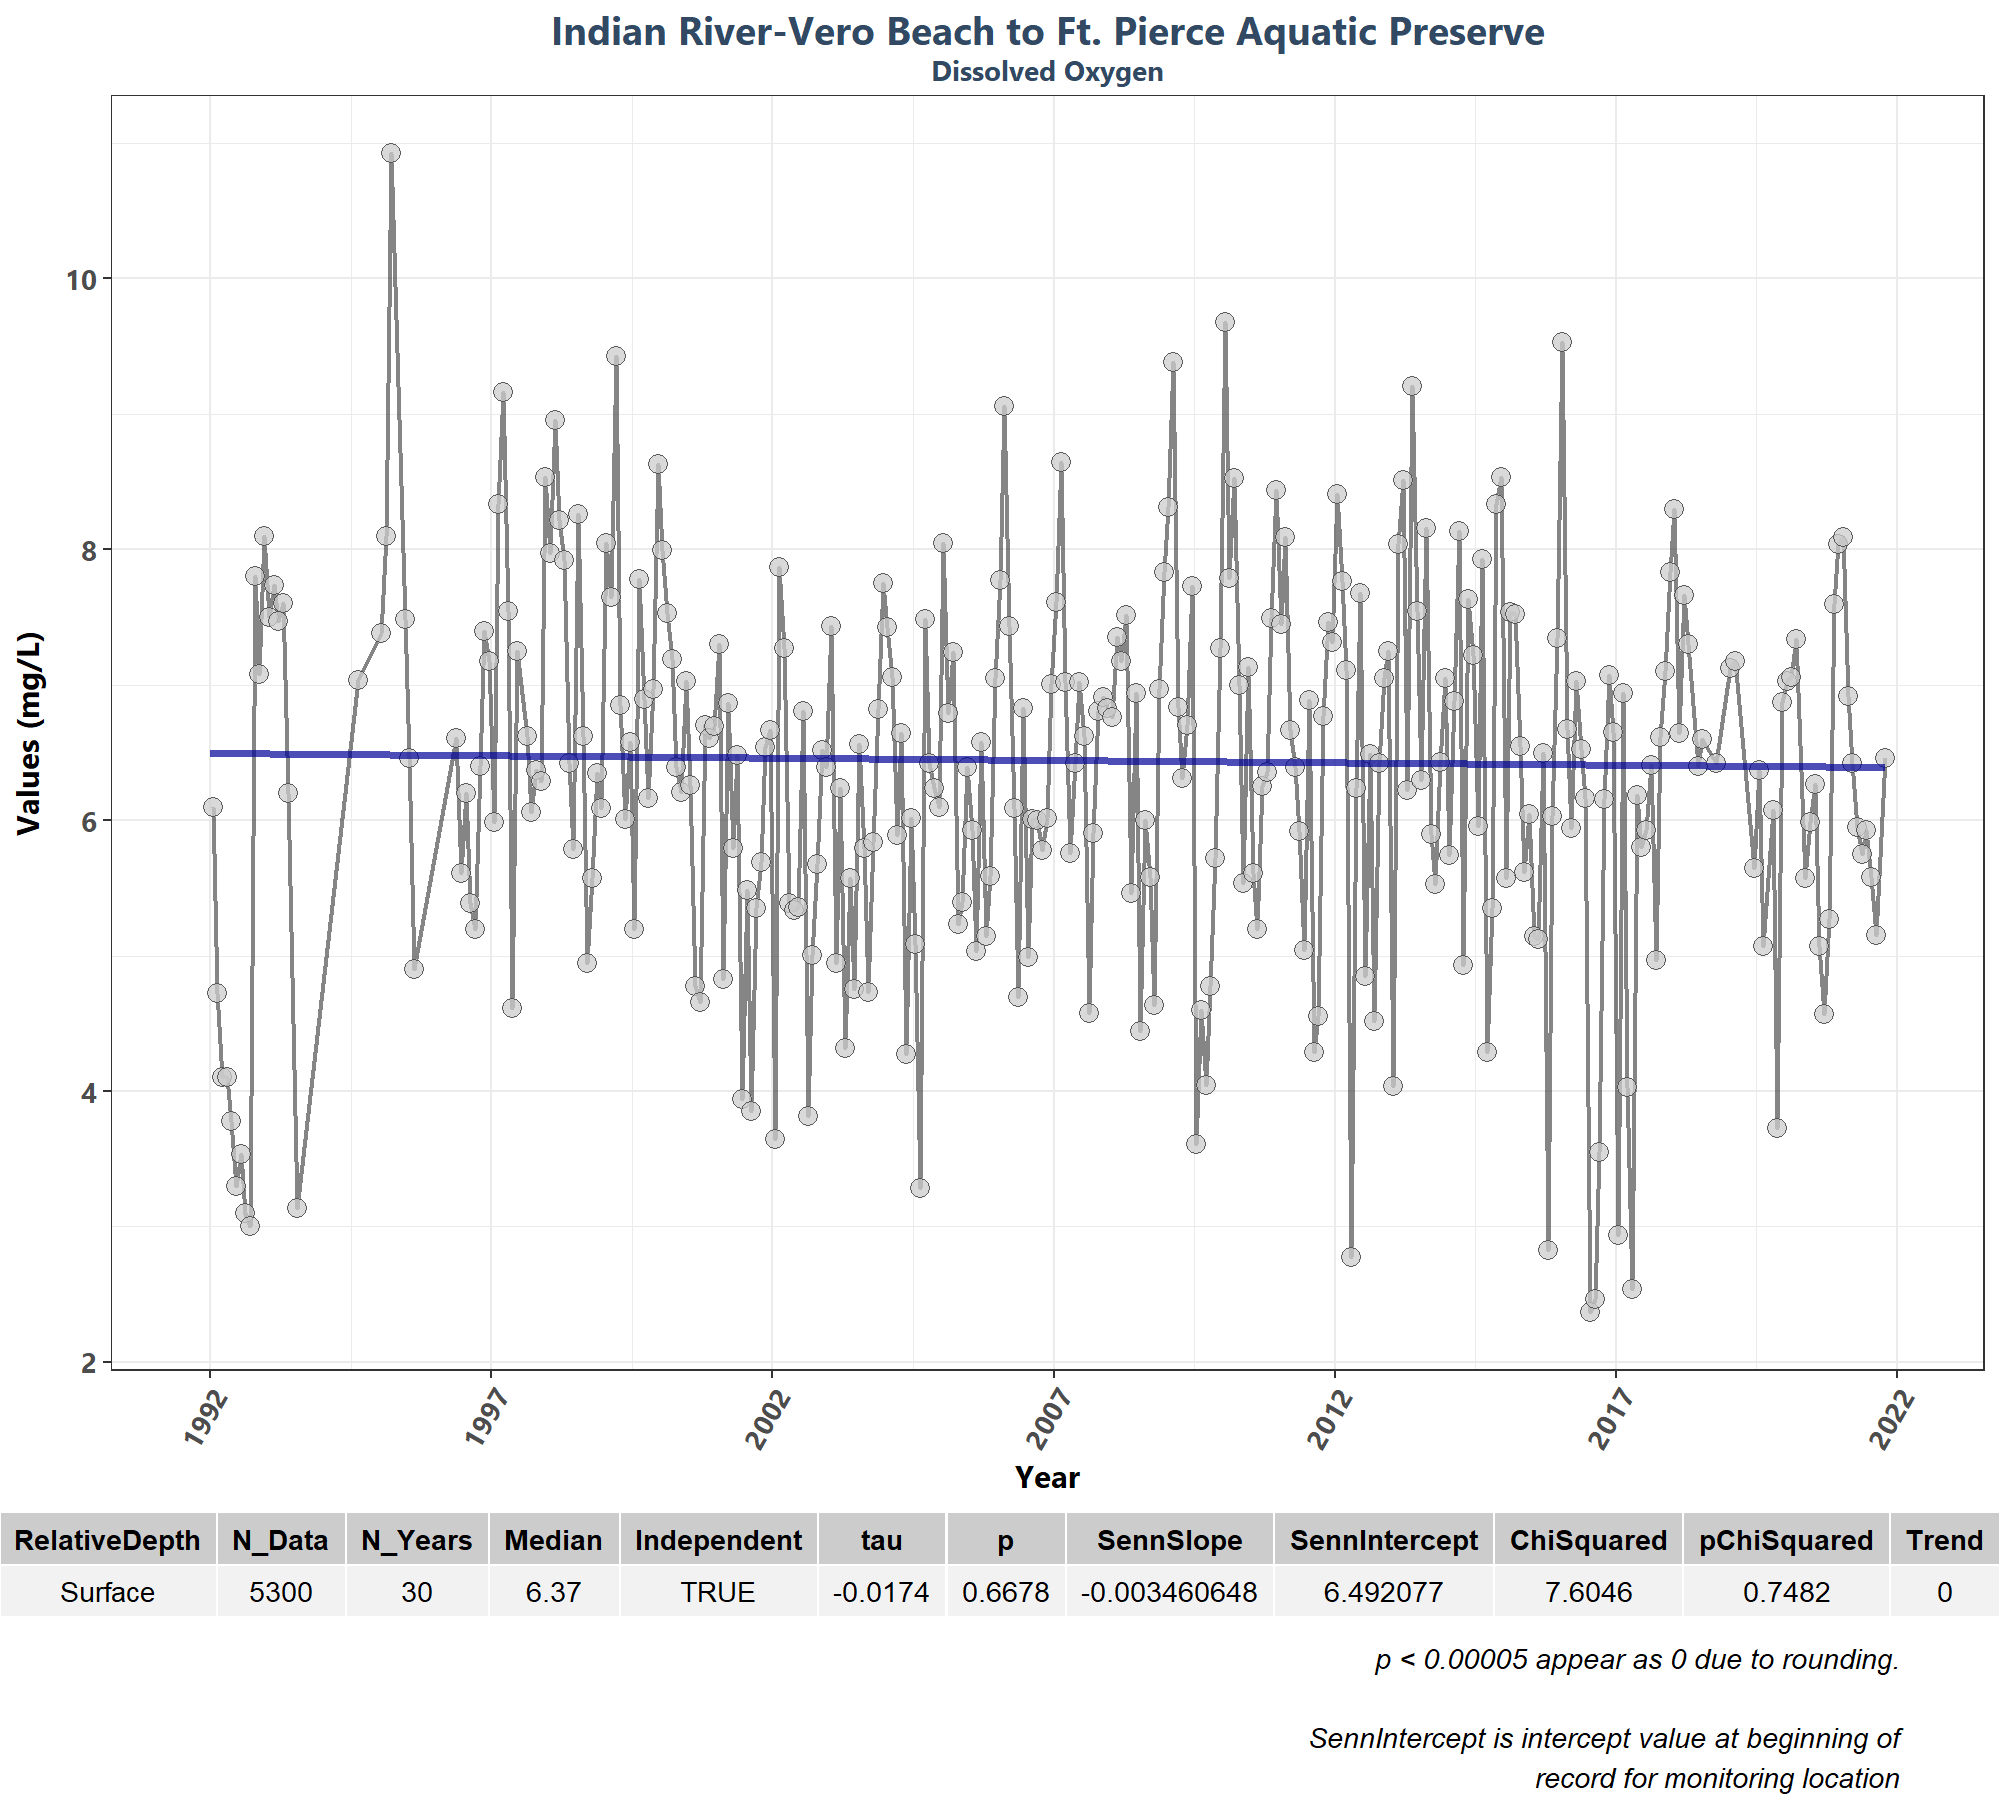 Indian River-Vero Beach to Ft. Pierce Aquatic Preserve
Dissolved Oxygen
Values (mg/L)
10
8
6
4
2
1992 1997 2002 2007 2012 2017 2022
Year
RelativeDepth N_Data N_Years Median Independent tau p SennSlope SennIntercept ChiSquared pChiSquared Trend
Surface 5300 30 6.37 TRUE -0.0174 0.6678 -0.003460648 6.492077 7.6046 0.7482 0
p < 0.00005 appear as 0 due to rounding.
SennIntercept is intercept value at beginning of
record for monitoring location